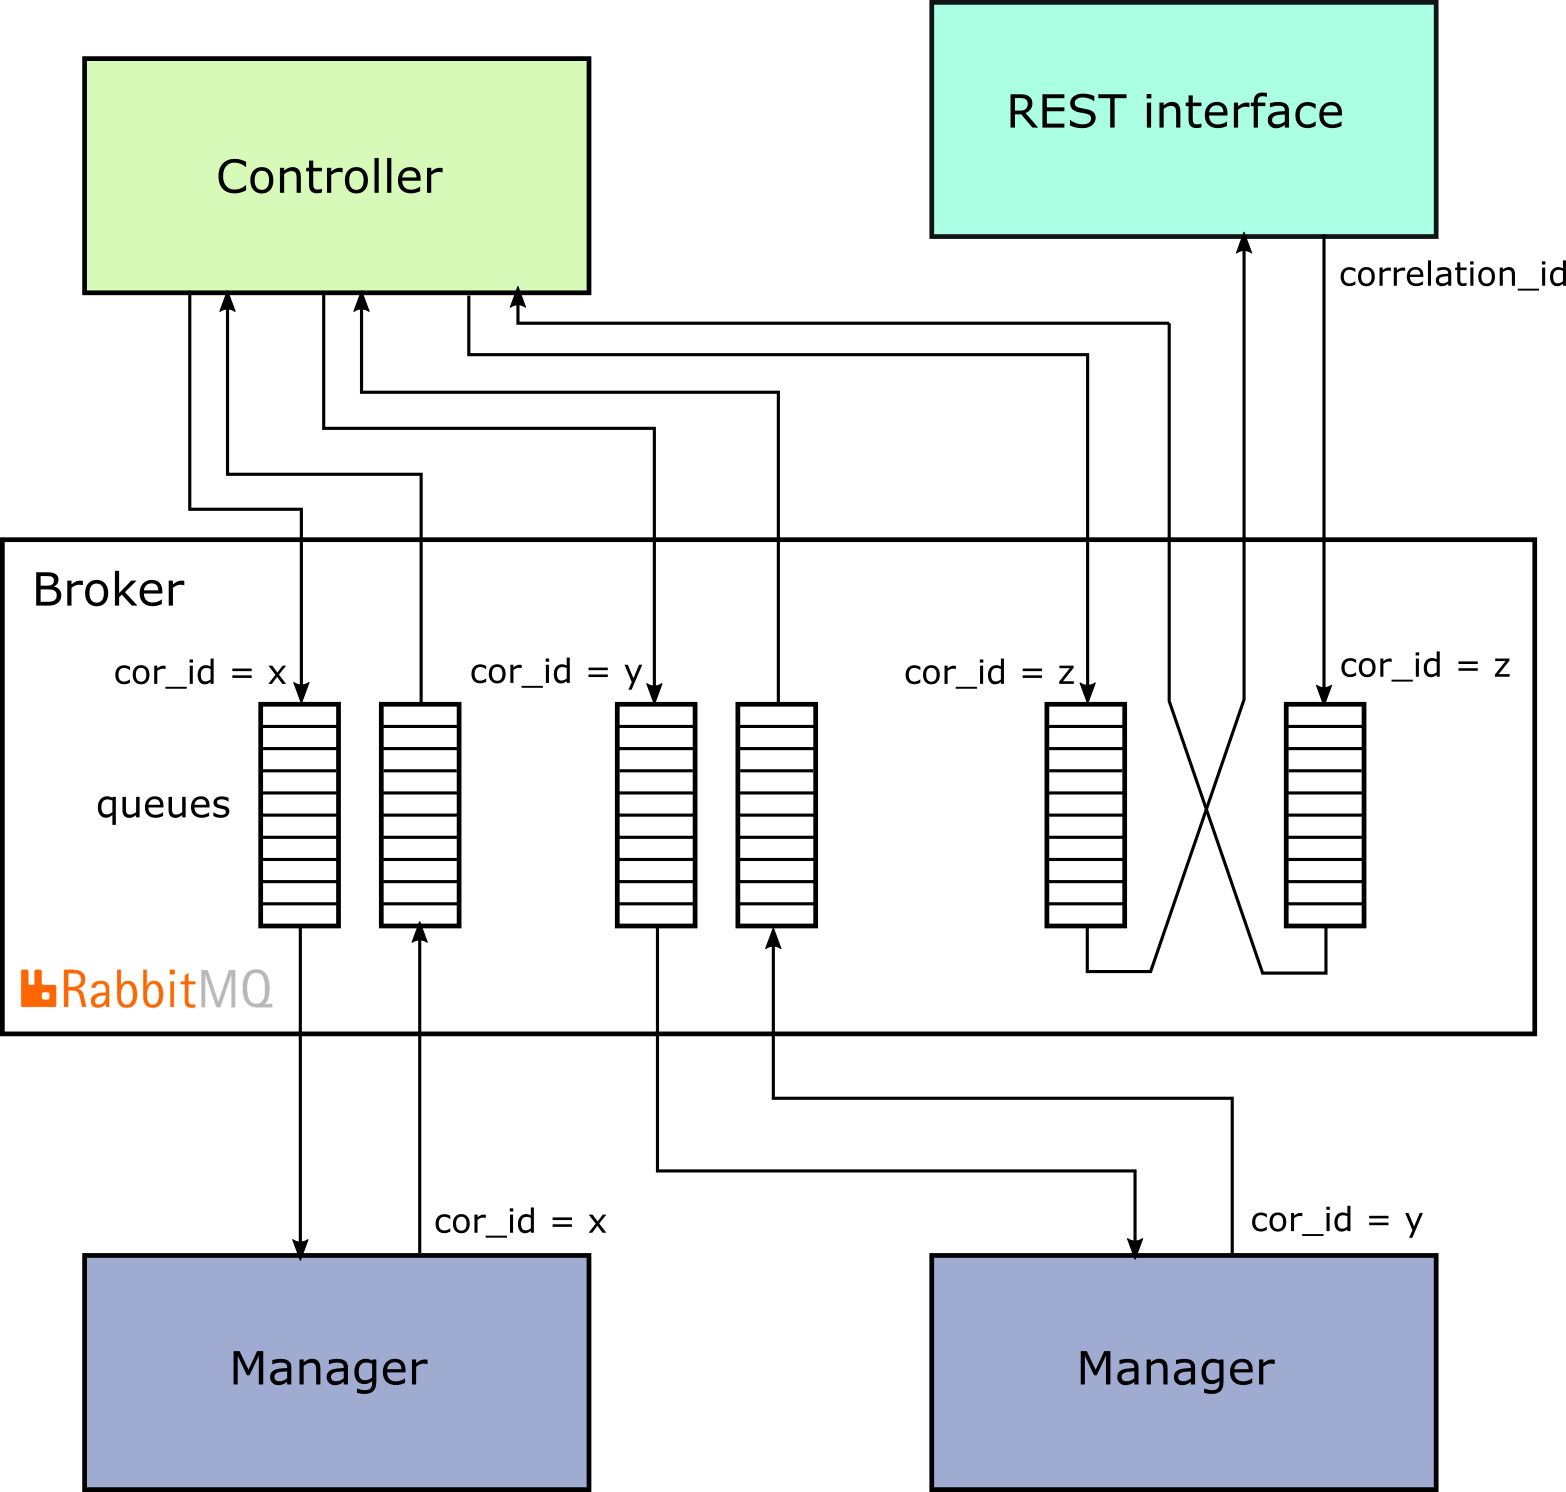 REST interface
Controller
correlation_id
Broker
cor_id = x
cor_id = y
cor_id = z
cor_id = z
queues
RabbitMQ
cor_id = x
cor_id = y
Manager
Manager